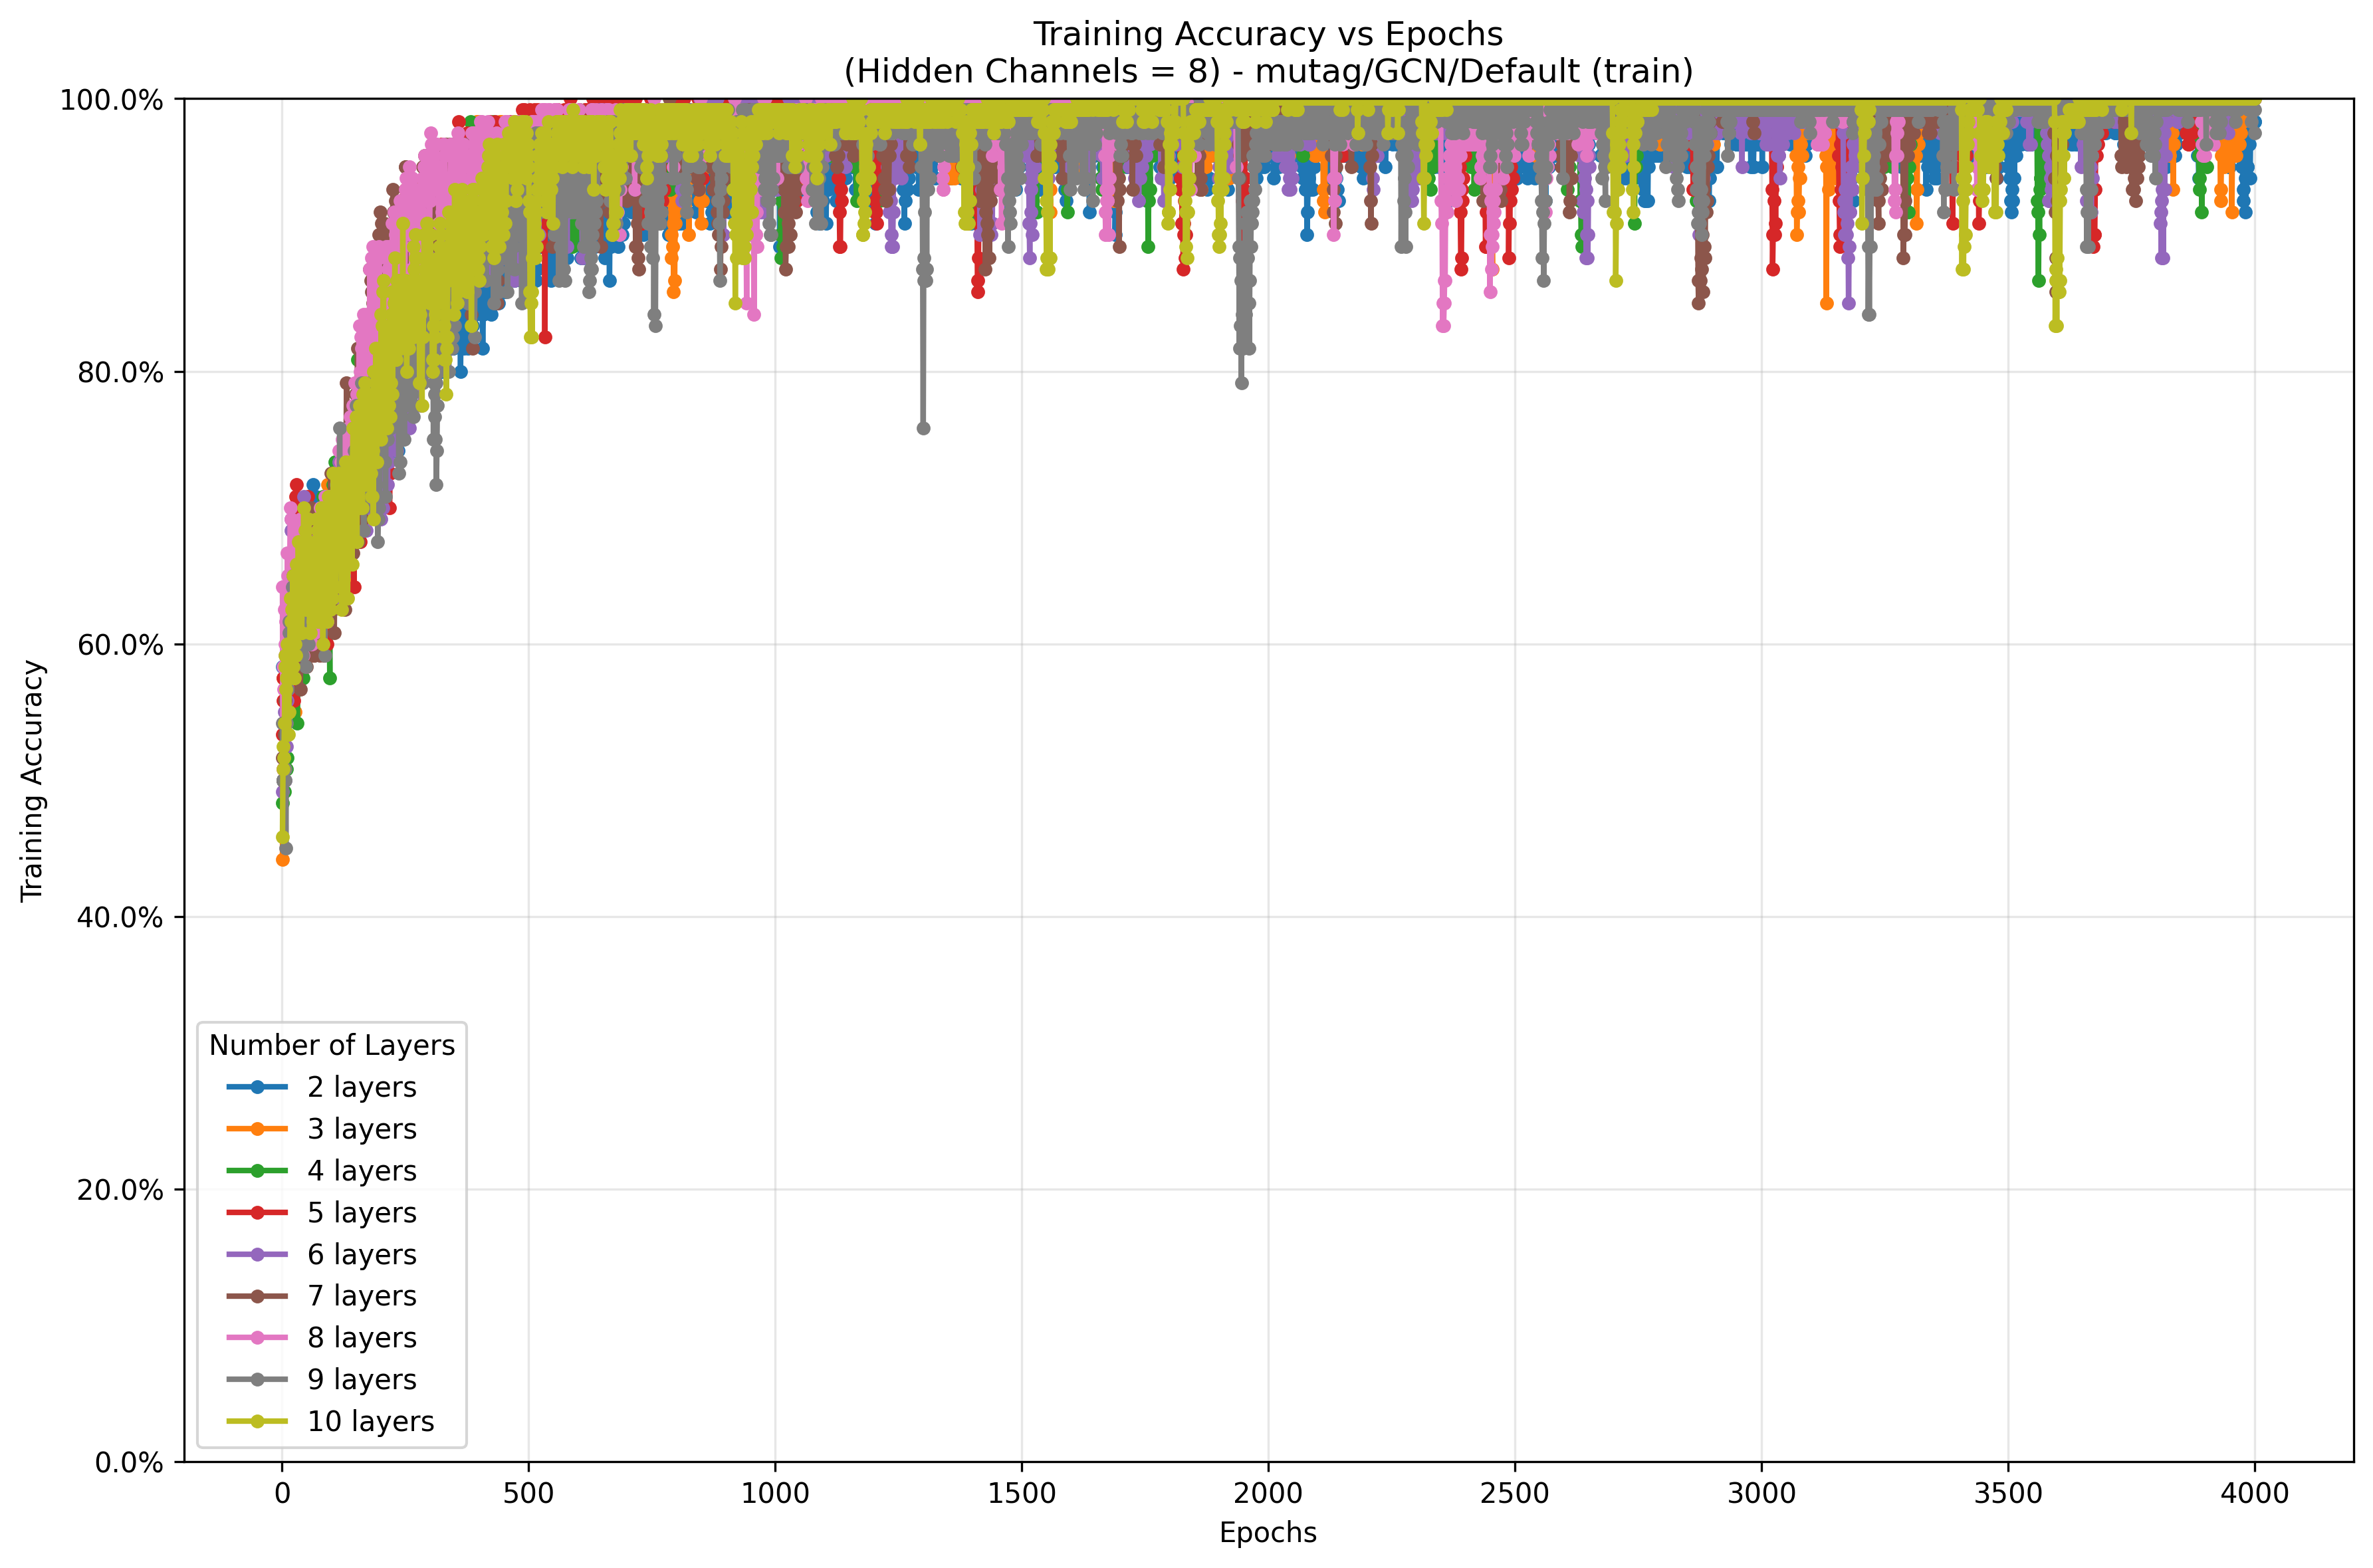 Training Accuracy vs Epochs
(Hidden Channels = 8) - mutag/GCN/Default (train)
100.0%
80.0%
60.0%
40.0%
20.0%
0.0%
Training Accuracy
Number of Layers
2 layers
3 layers
4 layers
5 layers
6 layers
7 layers
8 layers
9 layers
10 layers
0 500 1000 1500 2000 2500 3000 3500 4000
Epochs